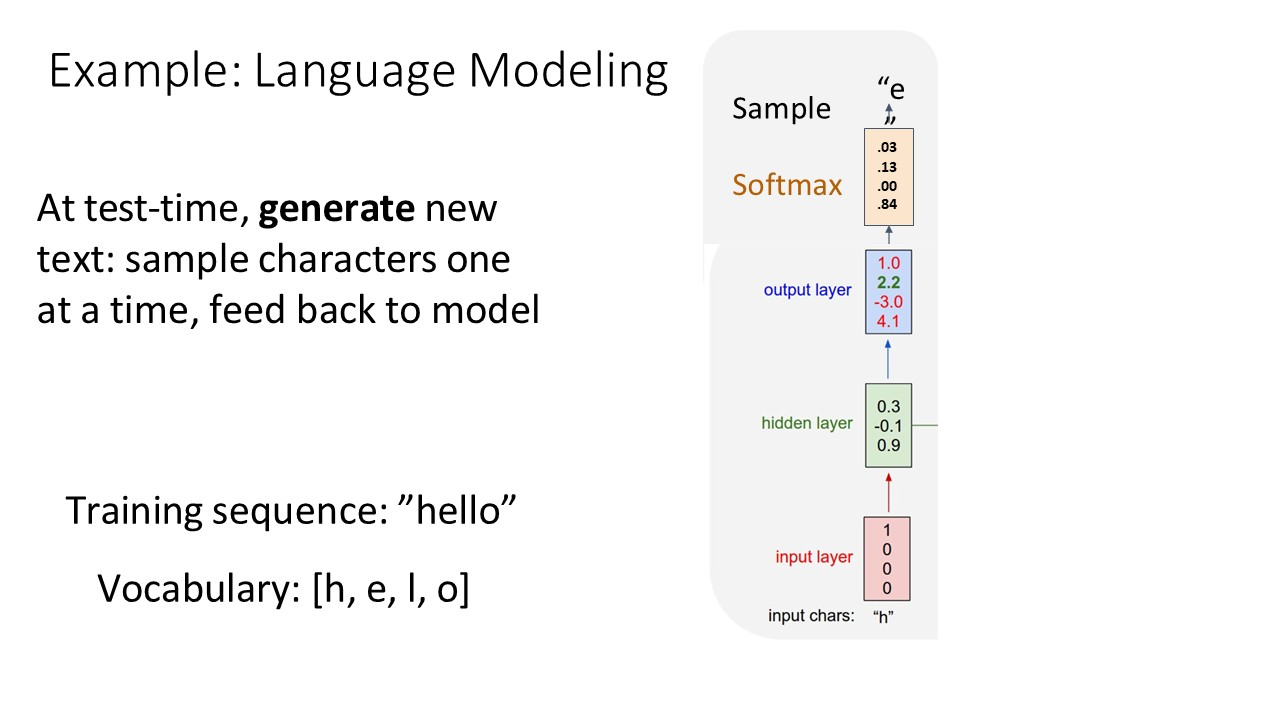 Example: Language Modeling
At test-time, generate new
text: sample characters one
at a time, feed back to model
Training sequence: ”hello”
Vocabulary: [h, e, l, o]
Sample
“e
”
Softmax
.03
.13
.00
.84
output layer
1.0
2.2
-3.0
4.1
hidden layer
0.3
-0.1
0.9
input layer
1
0
0
0
input chars: “h”